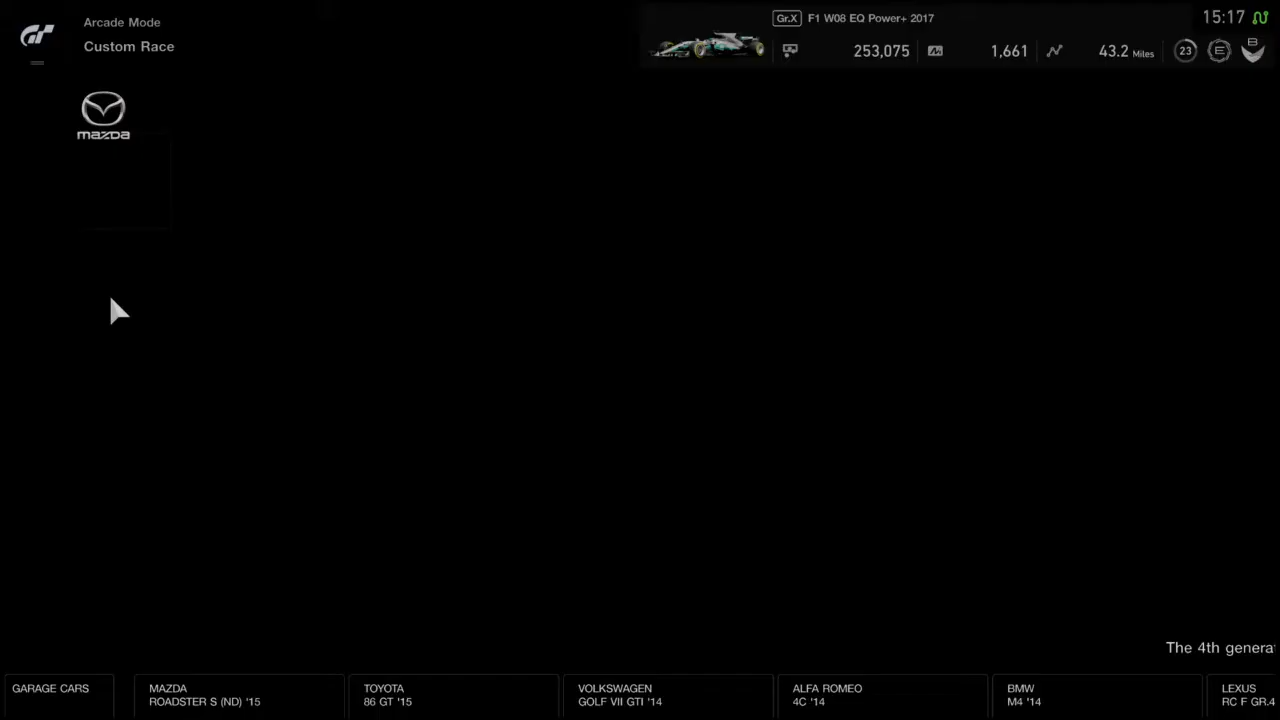 Arcade Mode
Custom Race
Gr.X F1 W08 EQ Power+ 2017
15:17
253,075
1,661
43.2 Miles
23
E
B
mazda
The 4th genera
GARAGE CARS
MAZDA
ROADSTER S (ND) '15
TOYOTA
86 GT '15
VOLKSWAGEN
GOLF VII GTI '14
ALFA ROMEO
4C '14
BMW
M4 '14
LEXUS
RC F GR.4